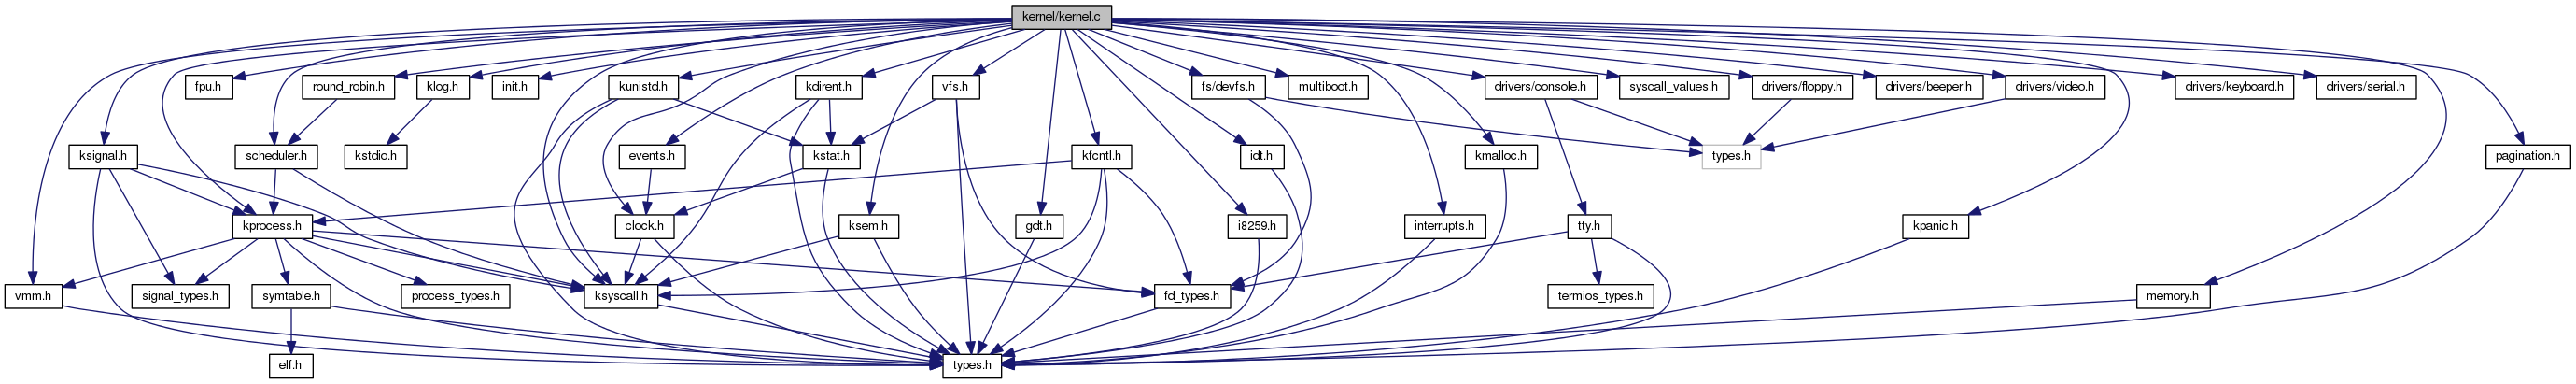 kernel/kernel.c
fpu.h
round_robin.h
klog.h
init.h
kunistd.h
kdirent.h
vfs.h
fs/devfs.h
multiboot.h
drivers/console.h
syscall_values.h
drivers/floppy.h
drivers/beeper.h
drivers/video.h
drivers/keyboard.h
drivers/serial.h
ksignal.h
scheduler.h
kstdio.h
events.h
kstat.h
kfcntl.h
idt.h
kmalloc.h
types.h
pagination.h
kprocess.h
clock.h
ksem.h
gdt.h
i8259.h
interrupts.h
tty.h
kpanic.h
vmm.h
signal_types.h
symtable.h
process_types.h
ksyscall.h
fd_types.h
termios_types.h
memory.h
elf.h
types.h